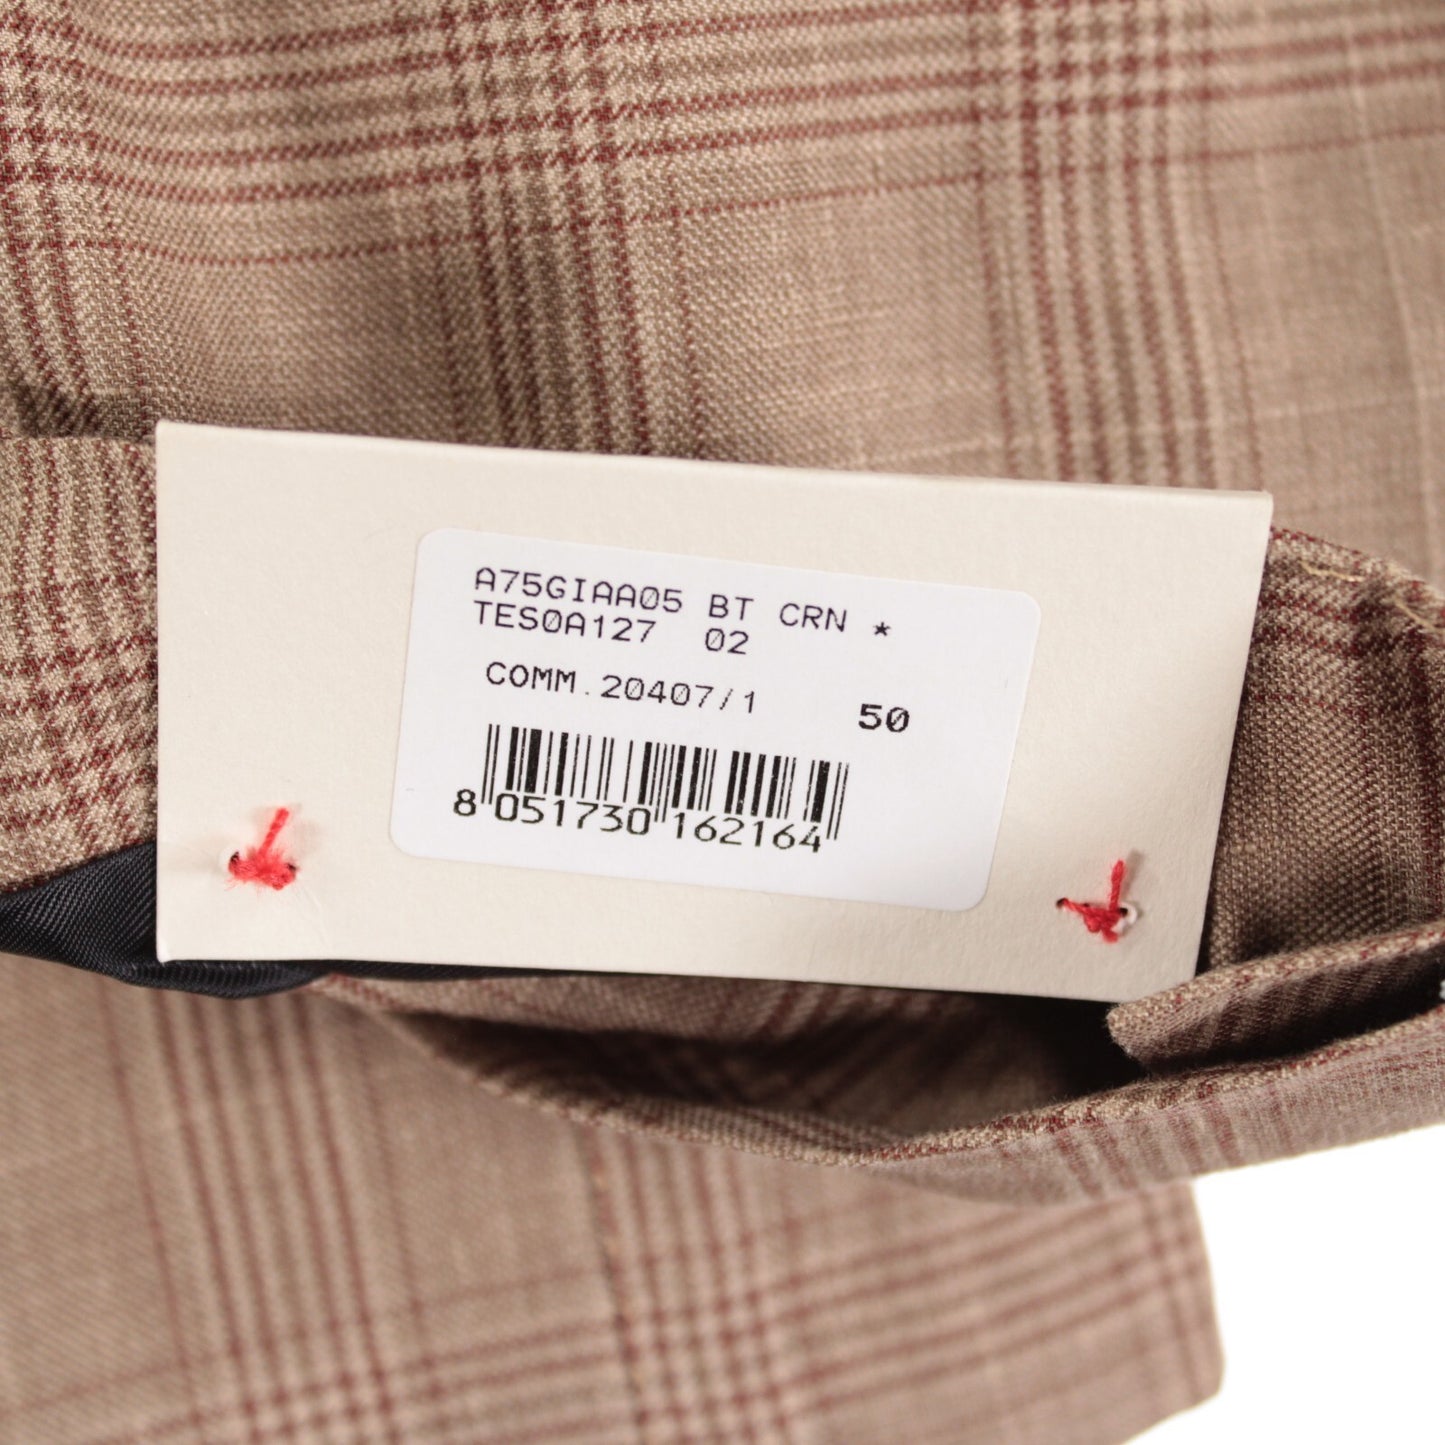 A75GIAA05 BT CRN *
TES0A127 02
COMM.20407/1 50
8 051730 162164